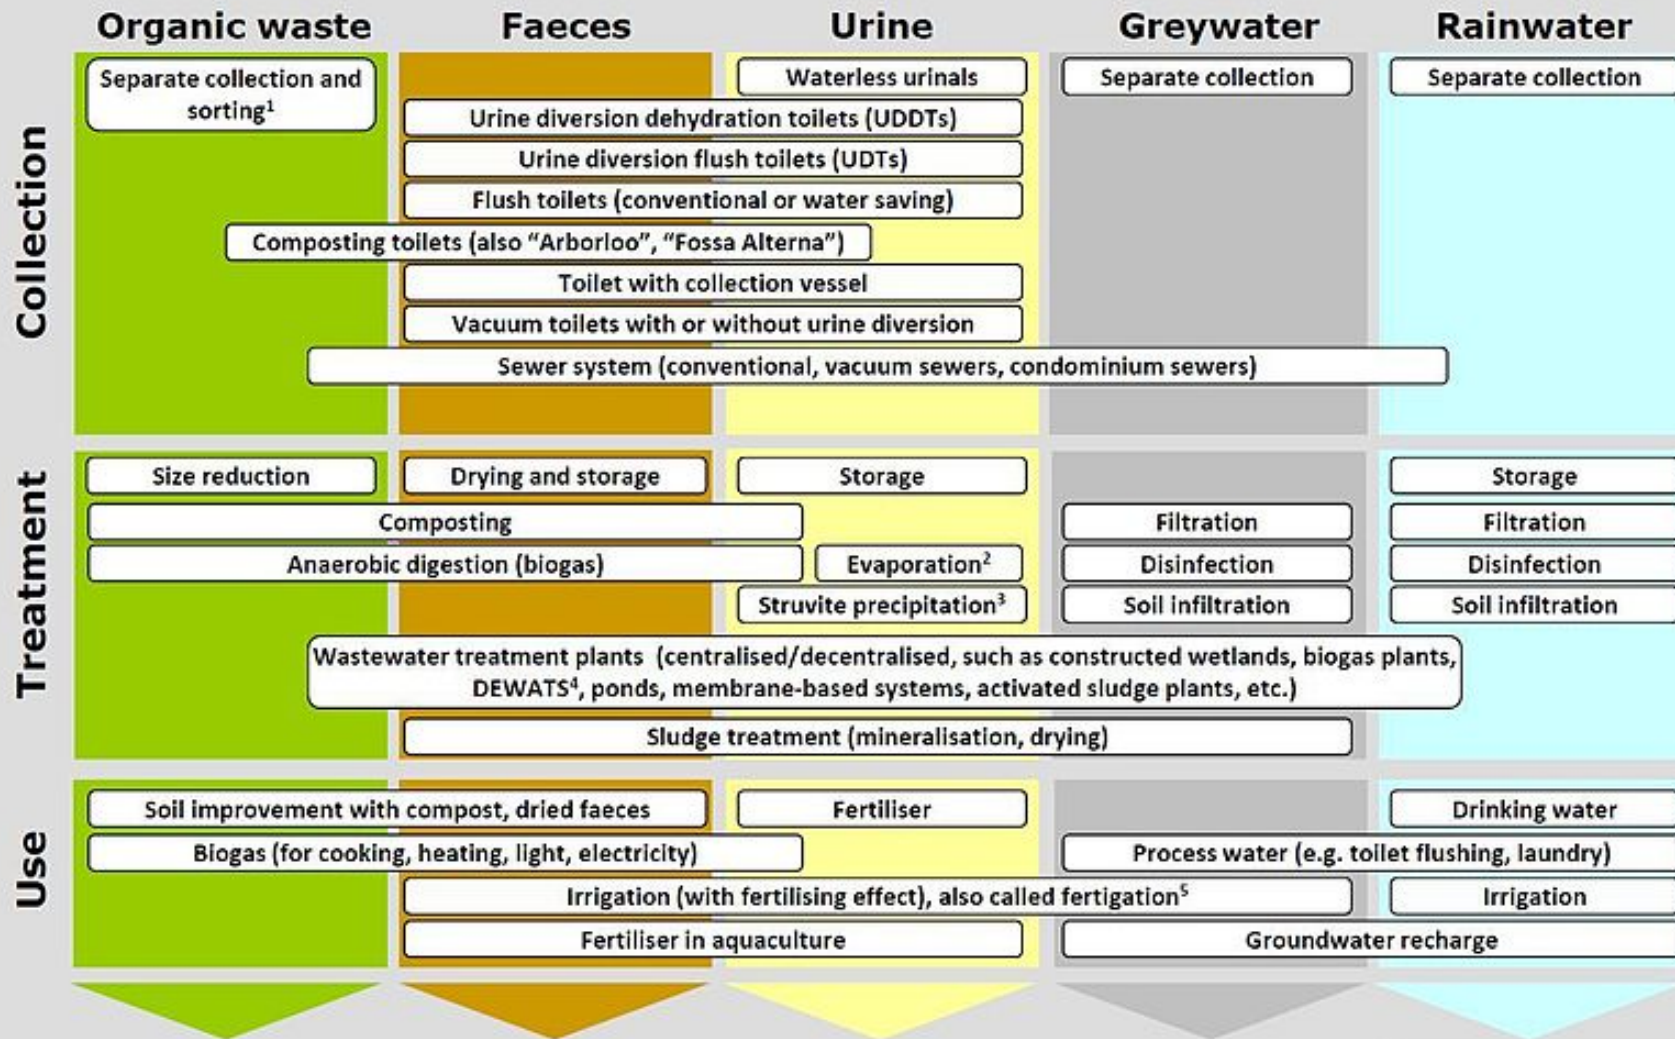 Organic waste
Faeces
Urine
Greywater
Rainwater
Collection
Separate collection and
sorting¹
Waterless urinals
Separate collection
Separate collection
Urine diversion dehydration toilets (UDDTs)
Urine diversion flush toilets (UDTs)
Flush toilets (conventional or water saving)
Composting toilets (also “Arborloo”, “Fossa Alterna”)
Toilet with collection vessel
Vacuum toilets with or without urine diversion
Sewer system (conventional, vacuum sewers, condominium sewers)
Treatment
Size reduction
Drying and storage
Storage
Storage
Composting
Filtration
Filtration
Anaerobic digestion (biogas)
Evaporation²
Disinfection
Disinfection
Struvite precipitation³
Soil infiltration
Soil infiltration
Wastewater treatment plants (centralised/decentralised, such as constructed wetlands, biogas plants,
DEWATS⁴, ponds, membrane-based systems, activated sludge plants, etc.)
Sludge treatment (mineralisation, drying)
Use
Soil improvement with compost, dried faeces
Fertiliser
Drinking water
Biogas (for cooking, heating, light, electricity)
Process water (e.g. toilet flushing, laundry)
Irrigation (with fertilising effect), also called fertigation⁵
Irrigation
Fertiliser in aquaculture
Groundwater recharge